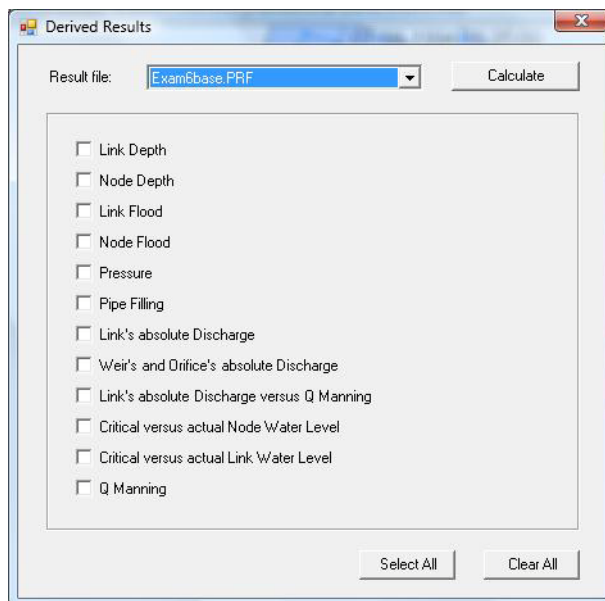 Derived Results
Result file: Exam6base.PRF Calculate
Link Depth
Node Depth
Link Flood
Node Flood
Pressure
Pipe Filling
Link's absolute Discharge
Weir's and Orifice's absolute Discharge
Link's absolute Discharge versus Q Manning
Critical versus actual Node Water Level
Critical versus actual Link Water Level
Q Manning
Select All Clear All